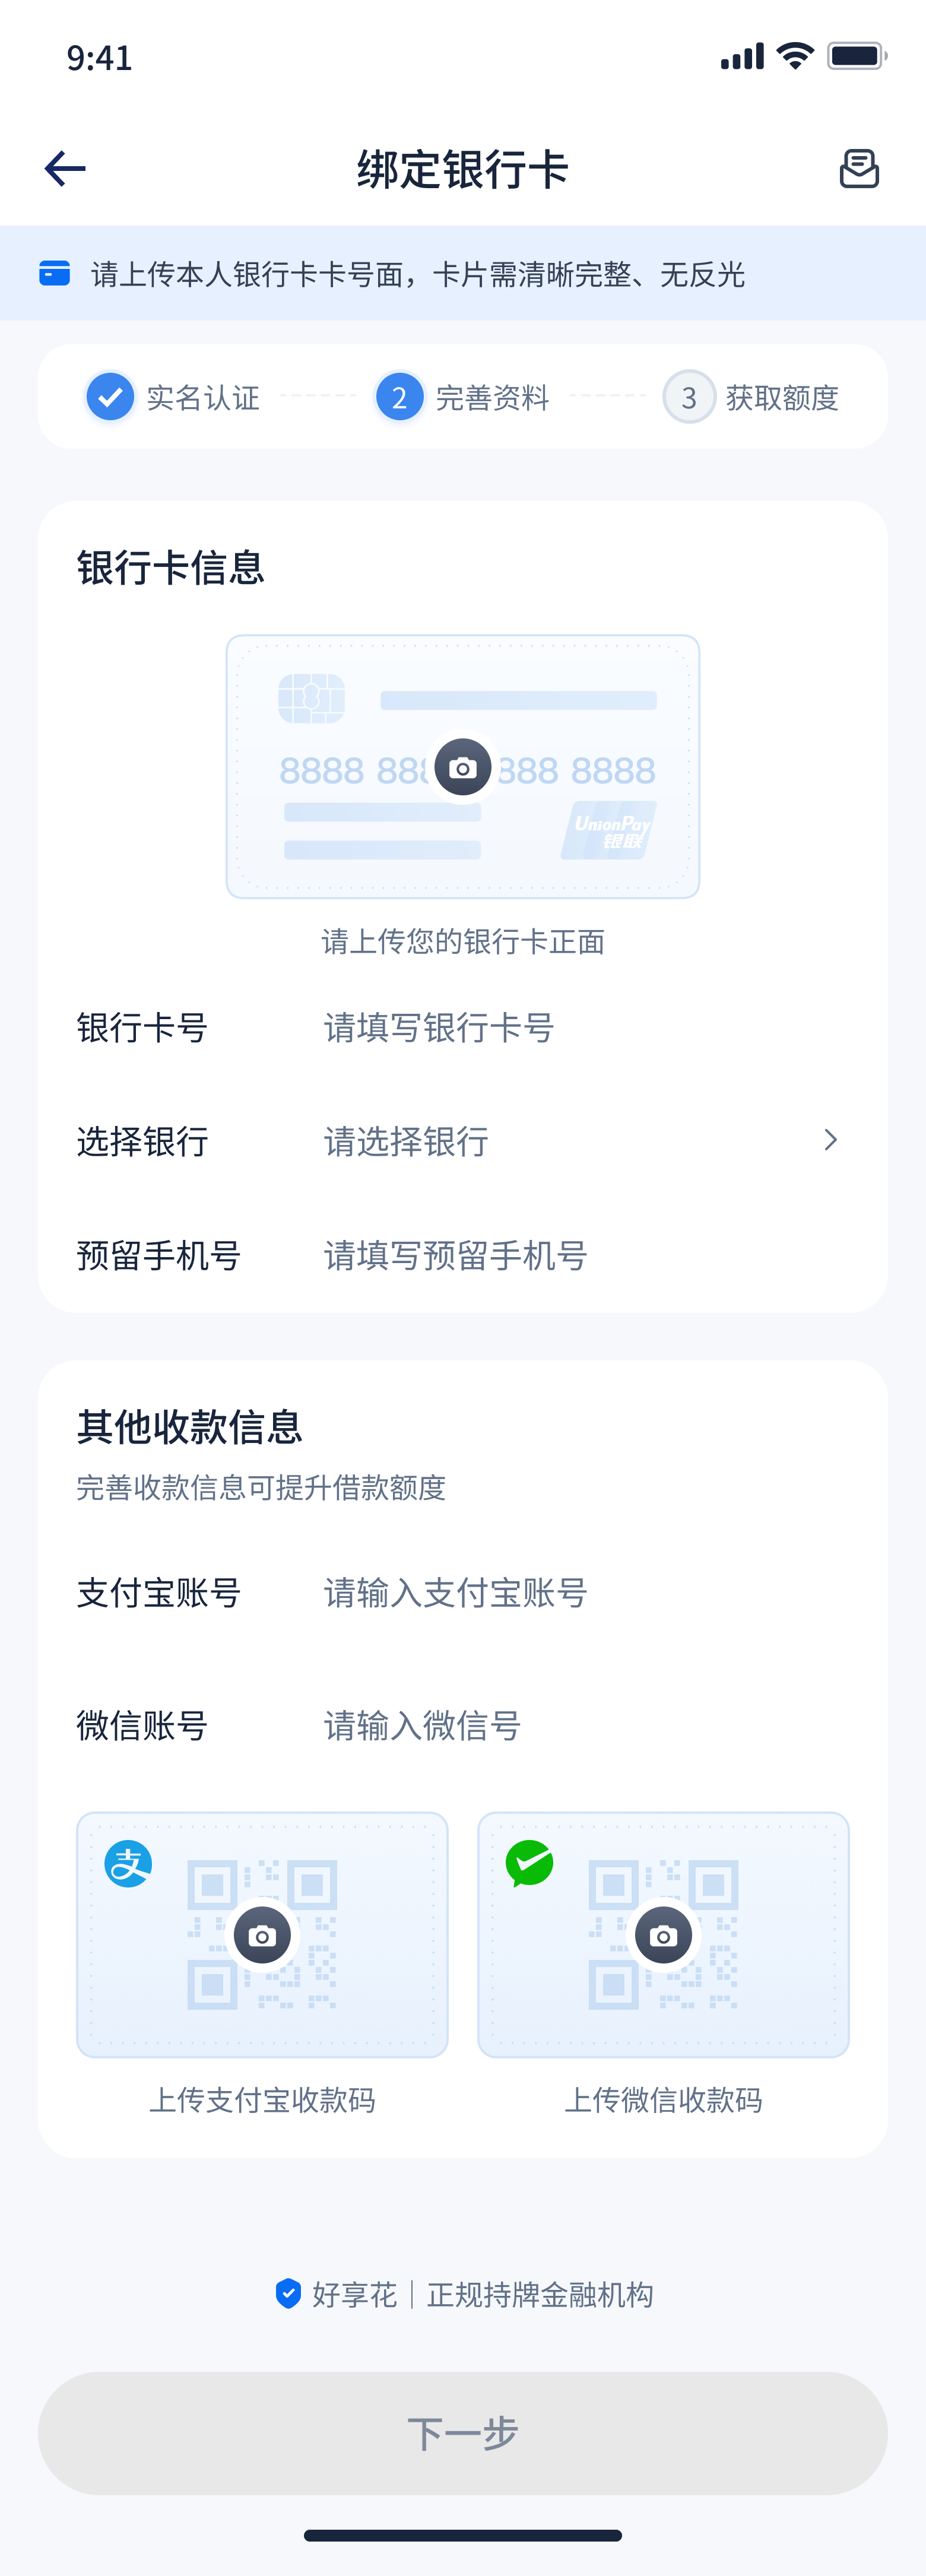 9:41
绑定银行卡
请上传本人银行卡卡号面，卡片需清晰完整、无反光
实名认证 2 完善资料 3 获取额度
银行卡信息
8888 888 888 8888
UnionPay
银联
请上传您的银行卡正面
银行卡号 请填写银行卡号
选择银行 请选择银行
预留手机号 请填写预留手机号
其他收款信息
完善收款信息可提升借款额度
支付宝账号 请输入支付宝账号
微信账号 请输入微信号
支
上传支付宝收款码 上传微信收款码
好享花｜正规持牌金融机构
下一步